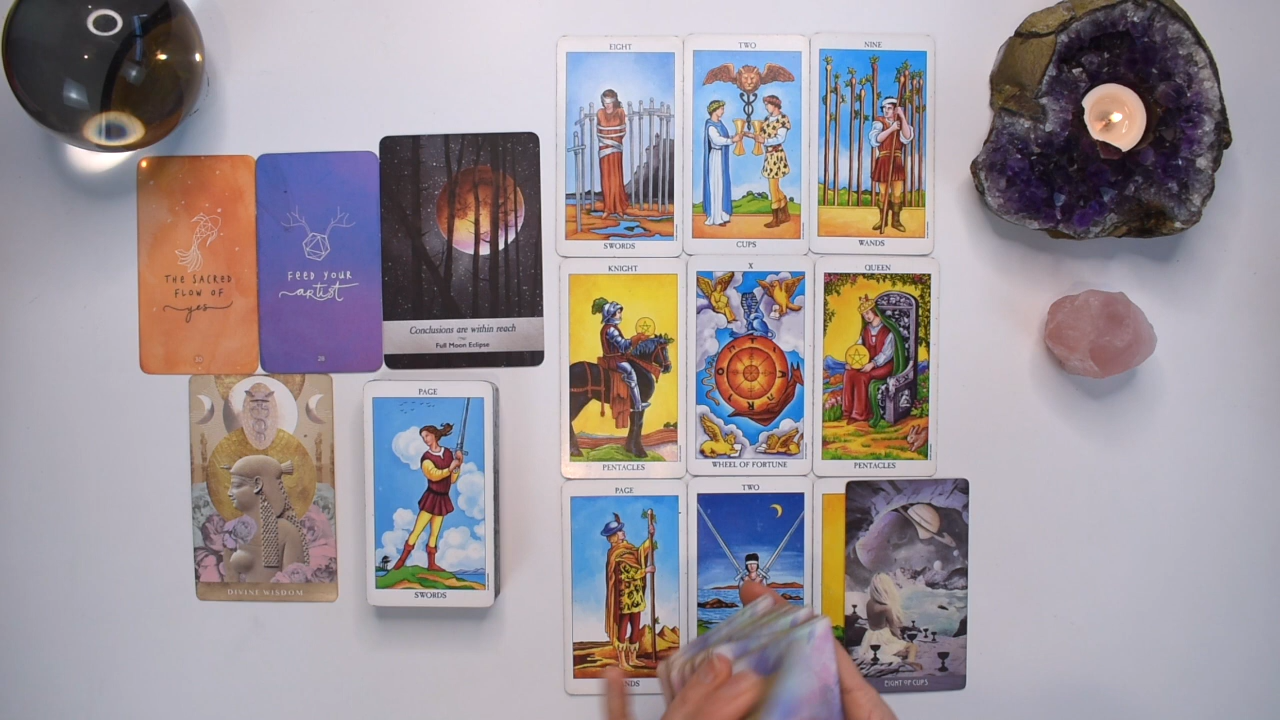 THE SACRED
FLOW OF
yes
FEED YOUR
artist
28
Conclusions are within reach
Full Moon Eclipse
DIVINE WISDOM
PAGE
SWORDS
EIGHT
SWORDS
TWO
CUPS
NINE
WANDS
KNIGHT
PENTACLES
X
WHEEL OF FORTUNE
QUEEN
PENTACLES
PAGE
NDS
TWO
EIGHT OF CUPS